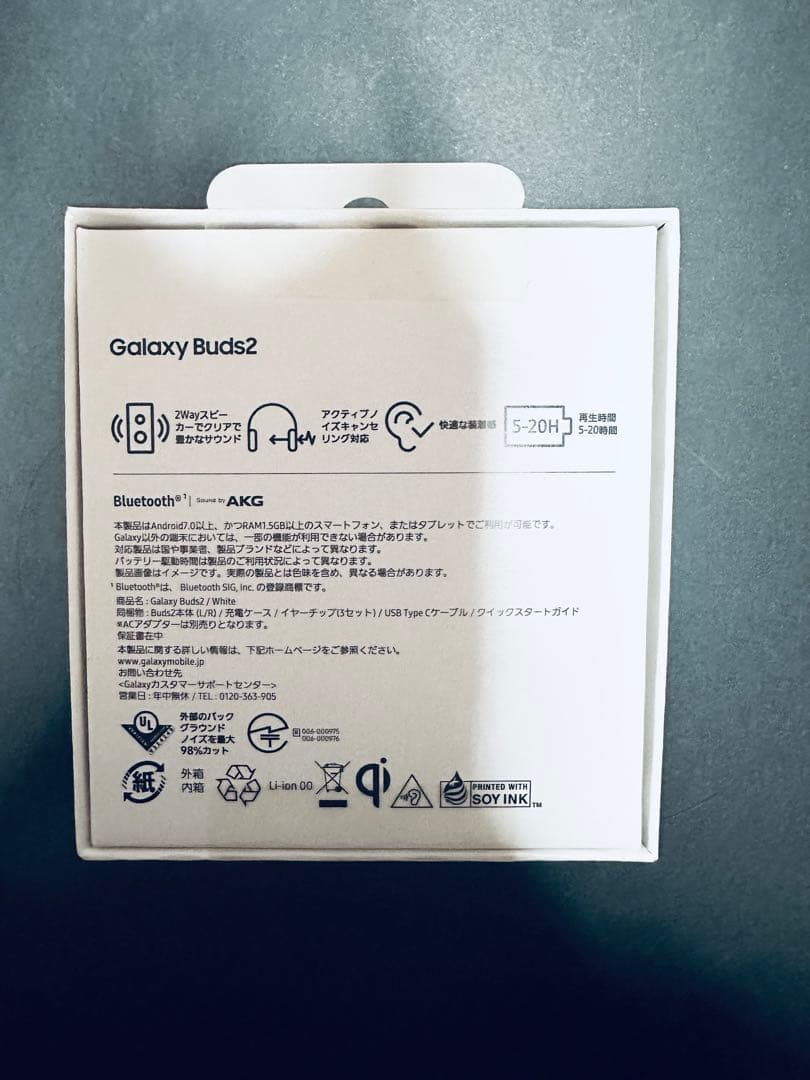 Galaxy Buds2
2Wayスピー
カーでクリアで
豊かなサウンド
アクティブノ
イズキャンセ
リング対応
快適な装着感
5-20H
再生時間
5-20時間
Bluetooth®¹ | Sound by AKG
本製品はAndroid7.0以上、かつRAM1.5GB以上のスマートフォン、またはタブレットでご利用が可能です。
Galaxy以外の端末においては、一部の機能が利用できない場合があります。
対応製品は国や事業者、製品ブランドなどによって異なります。
バッテリー駆動時間は製品のご利用状況によって異なります。
製品画像はイメージです。実際の製品とは色味を含め、異なる場合があります。
¹ Bluetooth®は、Bluetooth SIG, Inc. の登録商標です。
商品名 : Galaxy Buds2 / White
同梱物 : Buds2本体 (L/R) / 充電ケース / イヤーチップ(3セット) / USB Type Cケーブル / クイックスタートガイド
※ACアダプターは別売りとなります。
保証書在中
本製品に関する詳しい情報は、下記ホームページをご参照ください。
www.galaxymobile.jp
お問い合わせ先
<Galaxyカスタマーサポートセンター>
営業日 : 年中無休 / TEL : 0120-363-905
UL
外部のバック
グラウンド
ノイズを最大
98%カット
R 006-000975
006-000976
紙
外箱
内箱
Li-ion 00
qi
PRINTED WITH
SOY INK TM